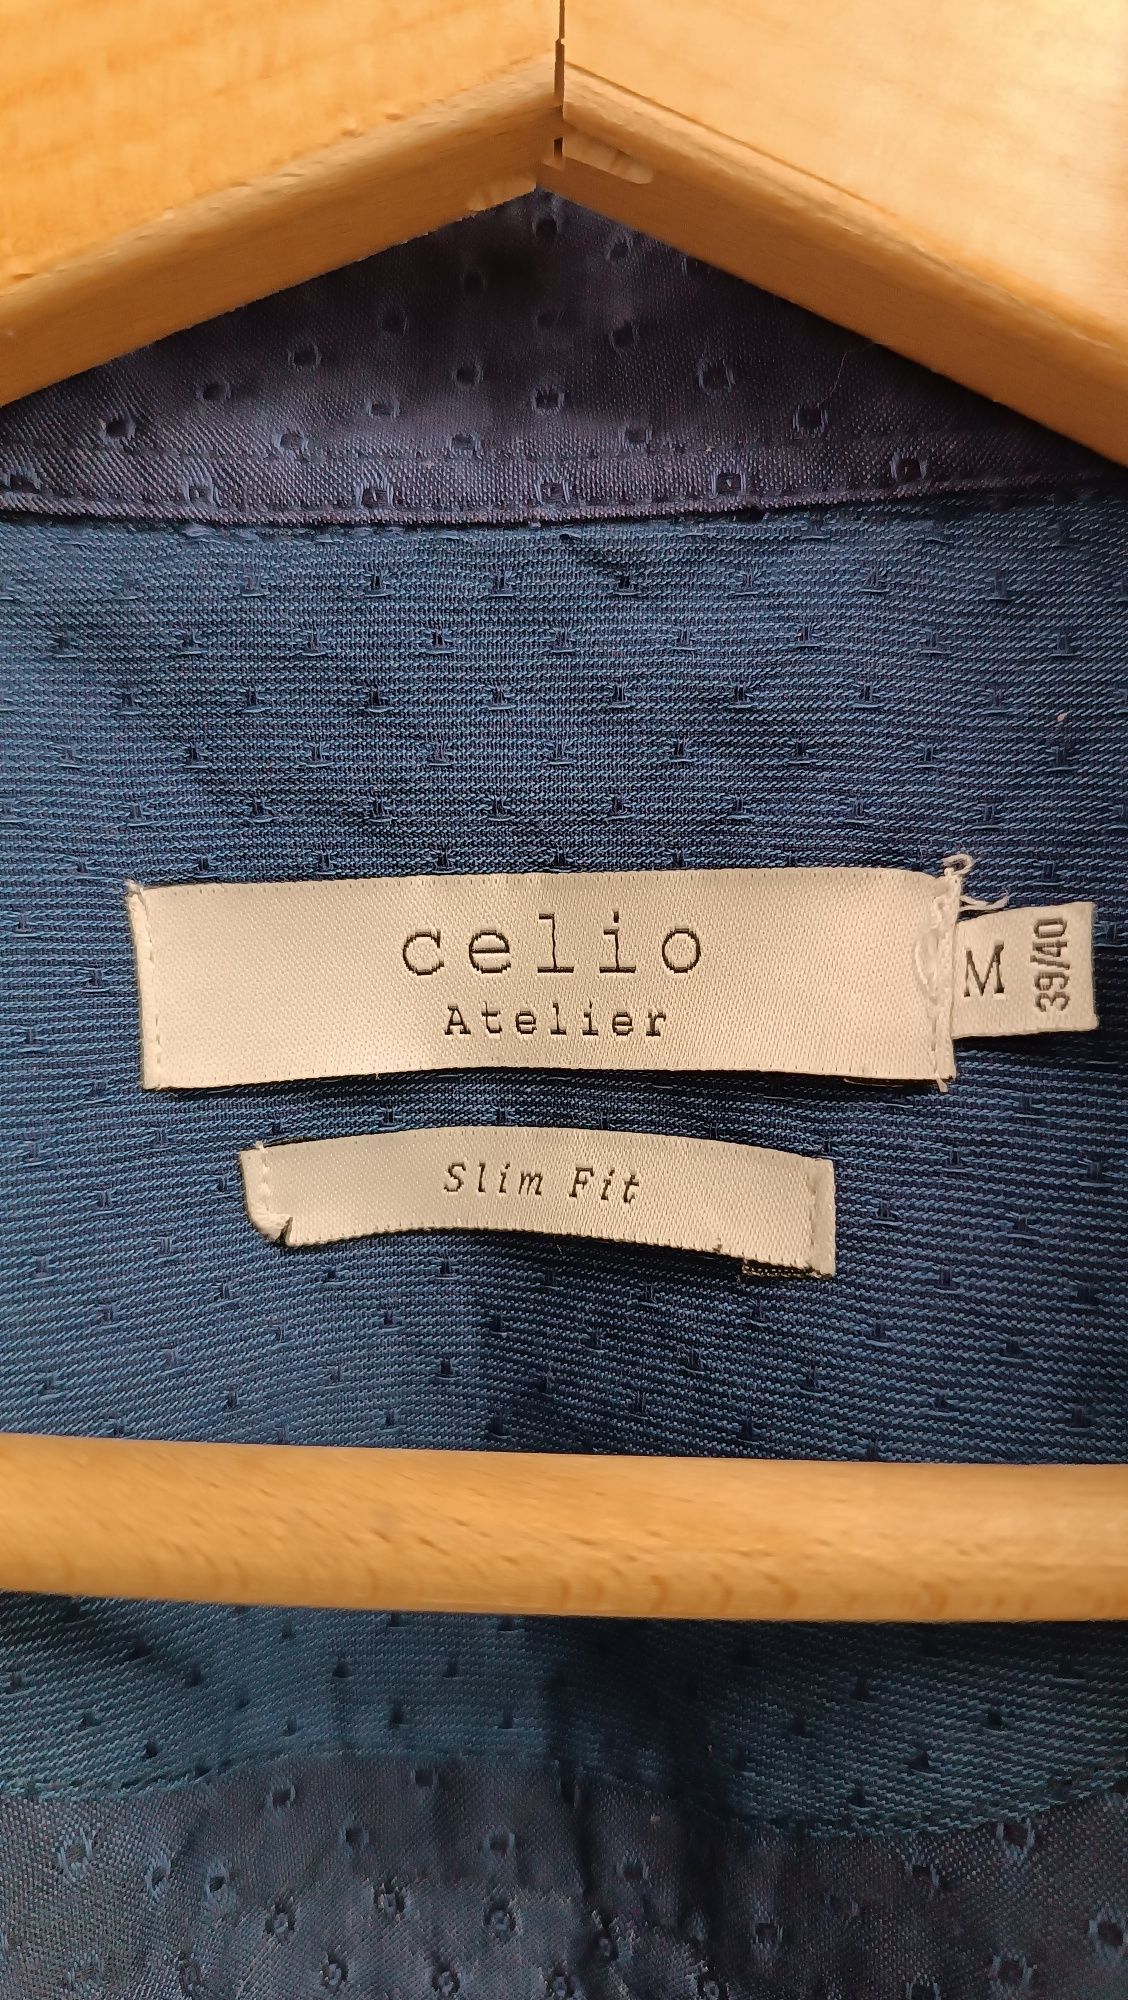 celio
Atelier
M
39/40
Slim Fit